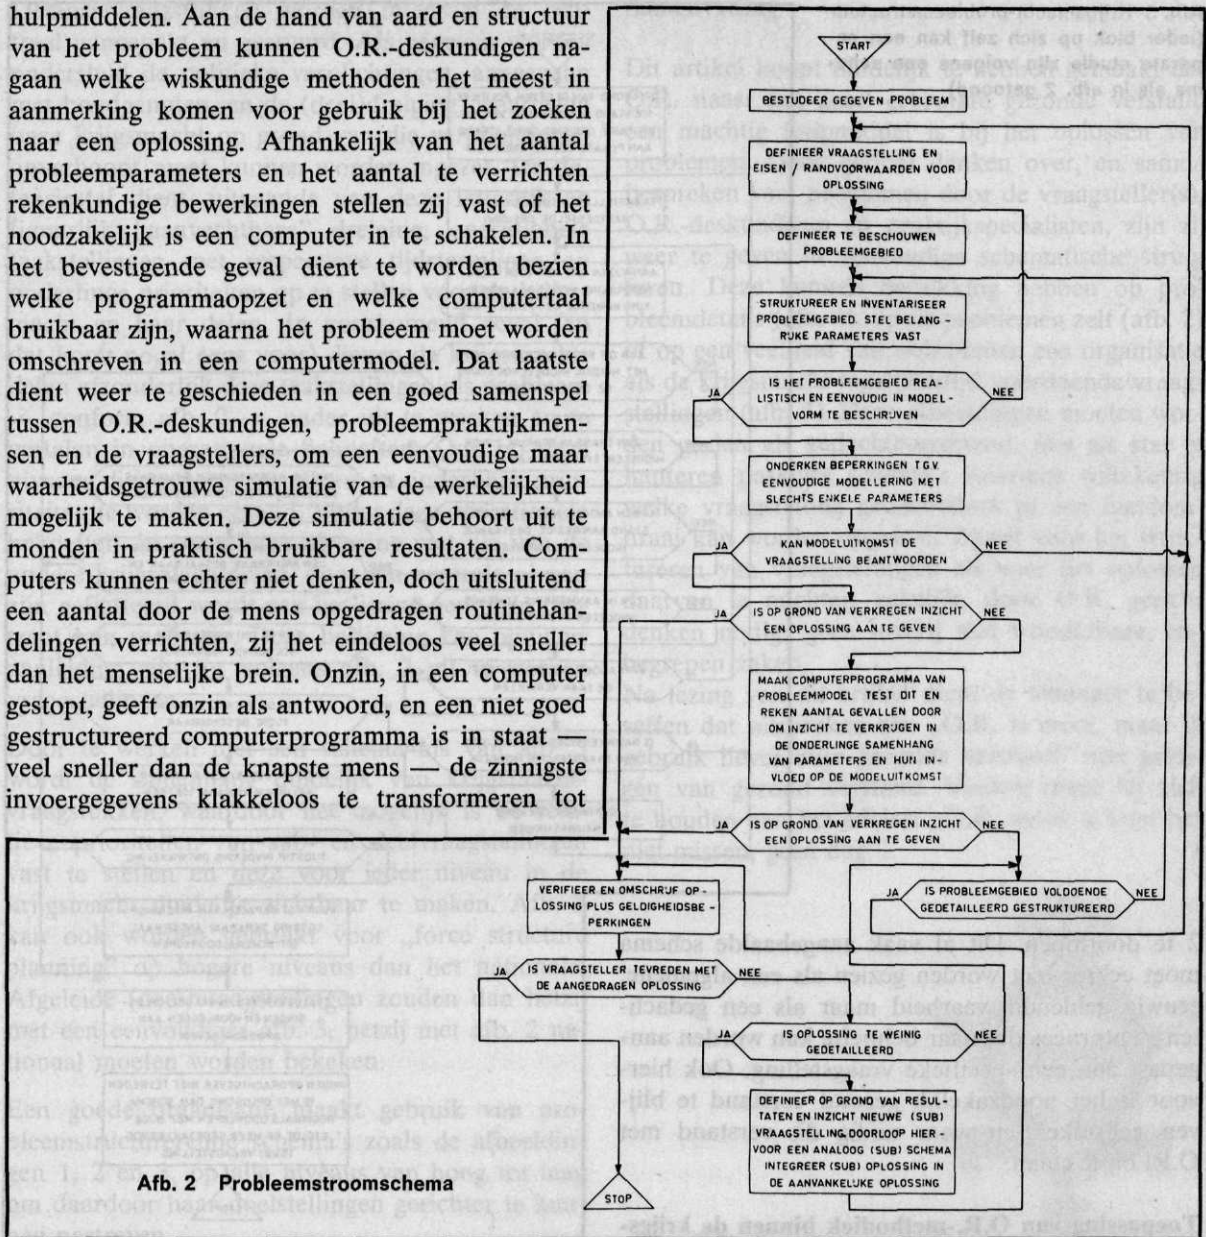 hulpmiddelen. Aan de hand van aard en structuur
van het probleem kunnen O.R.-deskundigen na-
gaan welke wiskundige methoden het meest in
aanmerking komen voor gebruik bij het zoeken
naar een oplossing. Afhankelijk van het aantal
probleemparameters en het aantal te verrichten
rekenkundige bewerkingen stellen zij vast of het
noodzakelijk is een computer in te schakelen. In
het bevestigende geval dient te worden bezien
welke programmaopzet en welke computertaal
bruikbaar zijn, waarna het probleem moet worden
omschreven in een computermodel. Dat laatste
dient weer te geschieden in een goed samenspel
tussen O.R.-deskundigen, probleempraktijkmen-
sen en de vraagstellers, om een eenvoudige maar
waarheidsgetrouwe simulatie van de werkelijkheid
mogelijk te maken. Deze simulatie behoort uit te
monden in praktisch bruikbare resultaten. Com-
puters kunnen echter niet denken, doch uitsluitend
een aantal door de mens opgedragen routinehan-
delingen verrichten, zij het eindeloos veel sneller
dan het menselijke brein. Onzin, in een computer
gestopt, geeft onzin als antwoord, en een niet goed
gestructureerd computerprogramma is in staat —
veel sneller dan de knapste mens — de zinnigste
invoergegevens klakkeloos te transformeren tot
START
BESTUDEER GEGEVEN PROBLEEM
DEFINIEER VRAAGSTELLING EN
EISEN / RANDVOORWAARDEN VOOR
OPLOSSING
DEFINIEER TE BESCHOUWEN
PROBLEEMGEBIED
STRUKTUREER EN INVENTARISEER
PROBLEEMGEBIED. STEL BELANG -
RIJKE PARAMETERS VAST
JA
IS HET PROBLEEMGEBIED REA -
LISTISCH EN EENVOUDIG IN MODEL -
VORM TE BESCHRIJVEN
NEE
ONDERKEN BEPERKINGEN T.G.V.
EENVOUDIGE MODELLERING MET
SLECHTS ENKELE PARAMETERS
JA
KAN MODELUITKOMST DE
VRAAGSTELLING BEANTWOORDEN
NEE
JA
IS OP GROND VAN VERKREGEN INZICHT
EEN OPLOSSING AAN TE GEVEN
NEE
MAAK COMPUTERPROGRAMMA VAN
PROBLEEMMODEL TEST DIT EN
REKEN AANTAL GEVALLEN DOOR
OM INZICHT TE VERKRIJGEN IN
DE ONDERLINGE SAMENHANG
VAN PARAMETERS EN HUN IN -
VLOED OP DE MODELUITKOMST
JA
IS OP GROND VAN VERKREGEN INZICHT
EEN OPLOSSING AAN TE GEVEN
NEE
VERIFIEER EN OMSCHRIJF OP -
LOSSING PLUS GELDIGHEIDSBE -
PERKINGEN
JA
IS PROBLEEMGEBIED VOLDOENDE
GEDETAILLEERD GESTRUKTUREERD
NEE
JA
IS VRAAGSTELLER TEVREDEN MET
DE AANGEDRAGEN OPLOSSING
NEE
JA
IS OPLOSSING TE WEINIG
GEDETAILLEERD
NEE
DEFINIEER OP GROND VAN RESUL -
TATEN EN INZICHT NIEUWE (SUB)
VRAAGSTELLING. DOORLOOP HIER -
VOOR EEN ANALOOG (SUB) SCHEMA
INTEGREER (SUB) OPLOSSING IN
DE AANVANKELIJKE OPLOSSING
STOP
Afb. 2 Probleemstroomschema